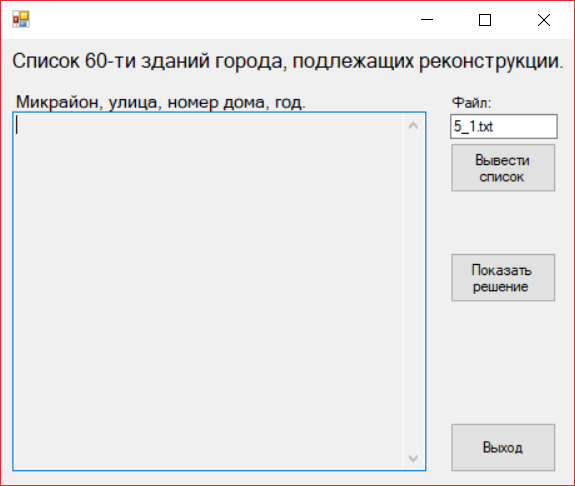 Список 60-ти зданий города, подлежащих реконструкции.
Микрайон, улица, номер дома, год.
Файл:
5_1.txt
Вывести
список
Показать
решение
Выход